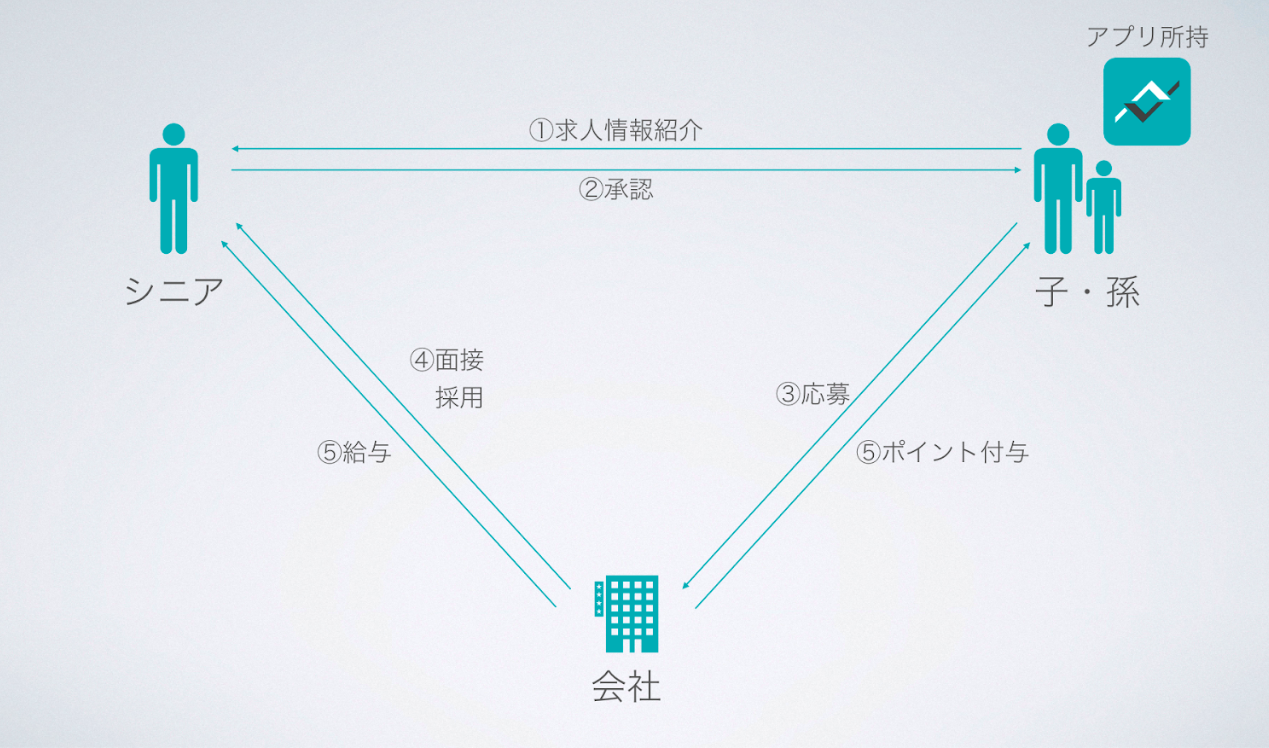 アプリ所持
①求人情報紹介
②承認
シニア
子・孫
④面接
採用
③応募
⑤給与
⑤ポイント付与
会社